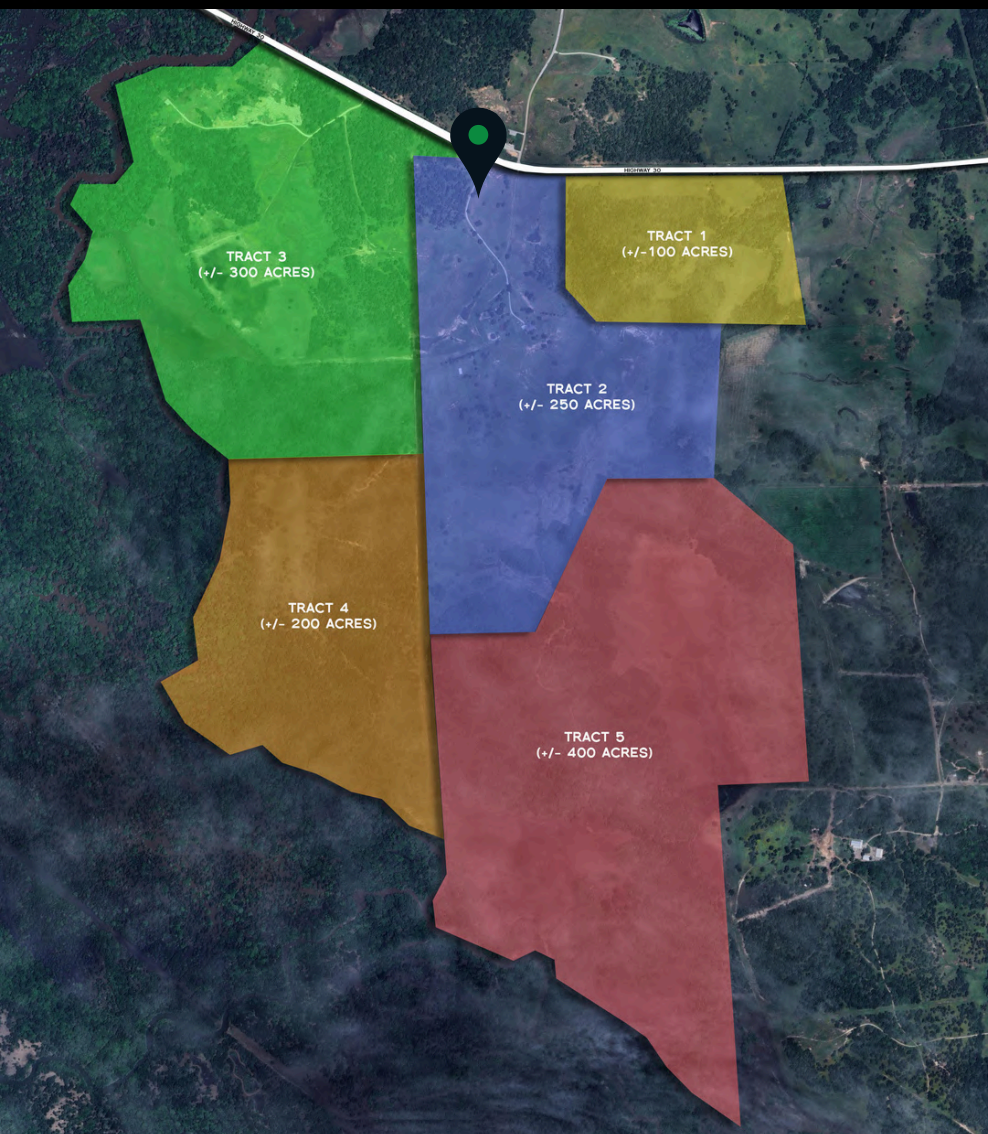 HIGHWAY 30
HIGHWAY 30
TRACT 1
(+/-100 ACRES)
TRACT 3
(+/- 300 ACRES)
TRACT 2
(+/- 250 ACRES)
TRACT 4
(+/- 200 ACRES)
TRACT 5
(+/- 400 ACRES)